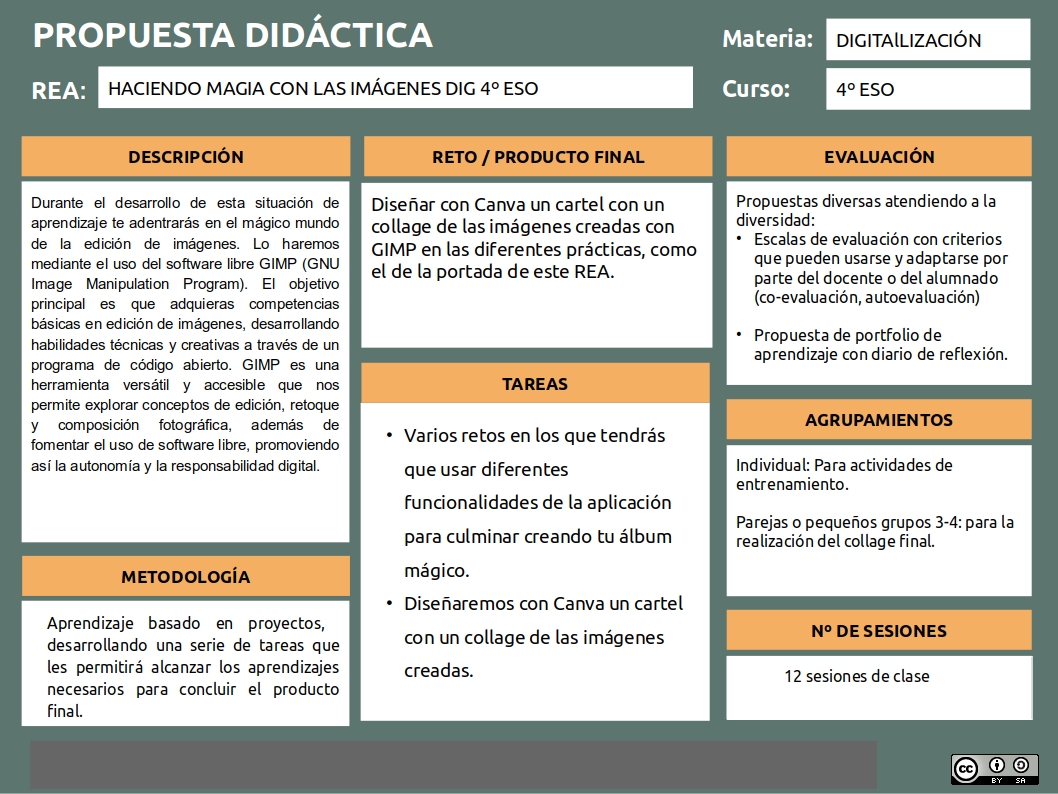 PROPUESTA DIDÁCTICA
Materia:
DIGITAlLIZACIÓN
REA:
HACIENDO MAGIA CON LAS IMÁGENES DIG 4º ESO
Curso:
4º ESO
DESCRIPCIÓN
Durante el desarrollo de esta situación de
aprendizaje te adentrarás en el mágico mundo
de la edición de imágenes. Lo haremos
mediante el uso del software libre GIMP (GNU
Image Manipulation Program). El objetivo
principal es que adquieras competencias
básicas en edición de imágenes, desarrollando
habilidades técnicas y creativas a través de un
programa de código abierto. GIMP es una
herramienta versátil y accesible que nos
permite explorar conceptos de edición, retoque
y composición fotográfica, además de
fomentar el uso de software libre, promoviendo
así la autonomía y la responsabilidad digital.
METODOLOGÍA
Aprendizaje basado en proyectos,
desarrollando una serie de tareas que
les permitirá alcanzar los aprendizajes
necesarios para concluir el producto
final.
RETO / PRODUCTO FINAL
Diseñar con Canva un cartel con un
collage de las imágenes creadas con
GIMP en las diferentes prácticas, como
el de la portada de este REA.
TAREAS
• Varios retos en los que tendrás
que usar diferentes
funcionalidades de la aplicación
para culminar creando tu álbum
mágico.
• Diseñaremos con Canva un cartel
con un collage de las imágenes
creadas.
EVALUACIÓN
Propuestas diversas atendiendo a la
diversidad:
• Escalas de evaluación con criterios
que pueden usarse y adaptarse por
parte del docente o del alumnado
(co-evaluación, autoevaluación)
• Propuesta de portfolio de
aprendizaje con diario de reflexión.
AGRUPAMIENTOS
Individual: Para actividades de
entrenamiento.
Parejas o pequeños grupos 3-4: para la
realización del collage final.
Nº DE SESIONES
12 sesiones de clase
cc
BY SA